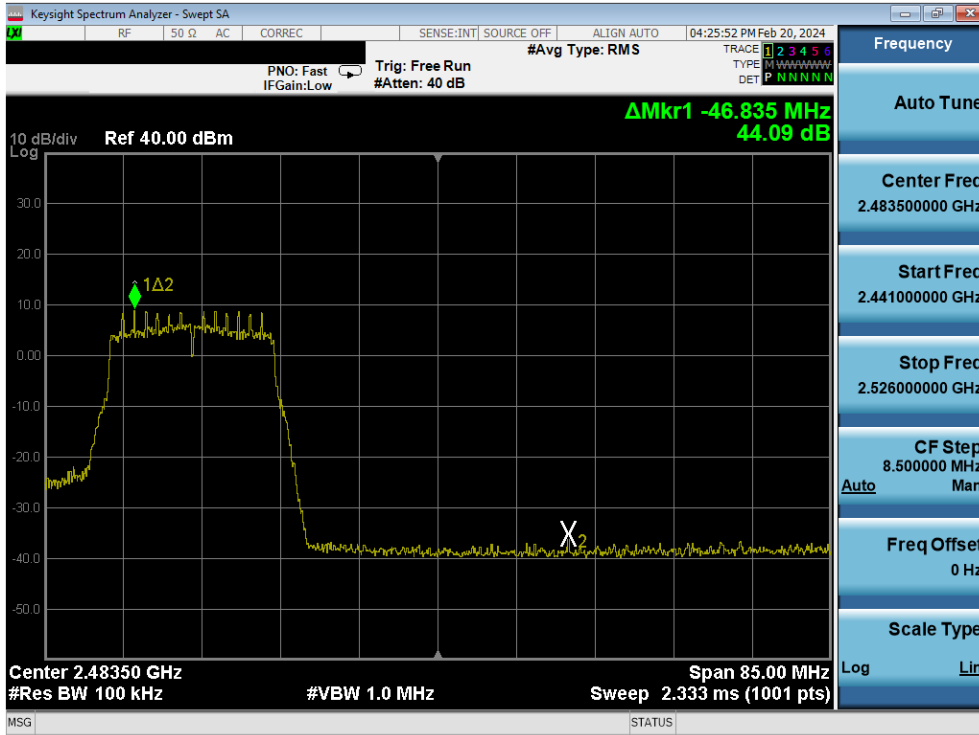 Keysight Spectrum Analyzer - Swept SA
LXI RF 50 Ω AC CORREC SENSE:INT SOURCE OFF ALIGN AUTO 04:25:52 PM Feb 20, 2024
PNO: Fast
IFGain:Low
Trig: Free Run
#Atten: 40 dB
#Avg Type: RMS
TRACE 1 2 3 4 5 6
TYPE M WWWWW
DET P N N N N N
ΔMkr1 -46.835 MHz
44.09 dB
10 dB/div Ref 40.00 dBm
Log
30.0
20.0
10.0
0.00
-10.0
-20.0
-30.0
-40.0
-50.0
1Δ2
X2
Center 2.48350 GHz Span 85.00 MHz
#Res BW 100 kHz #VBW 1.0 MHz Sweep 2.333 ms (1001 pts)
MSG STATUS
Frequency
Auto Tune
Center Freq
2.483500000 GHz
Start Freq
2.441000000 GHz
Stop Freq
2.526000000 GHz
CF Step
8.500000 MHz
Auto Man
Freq Offset
0 Hz
Scale Type
Log Lin